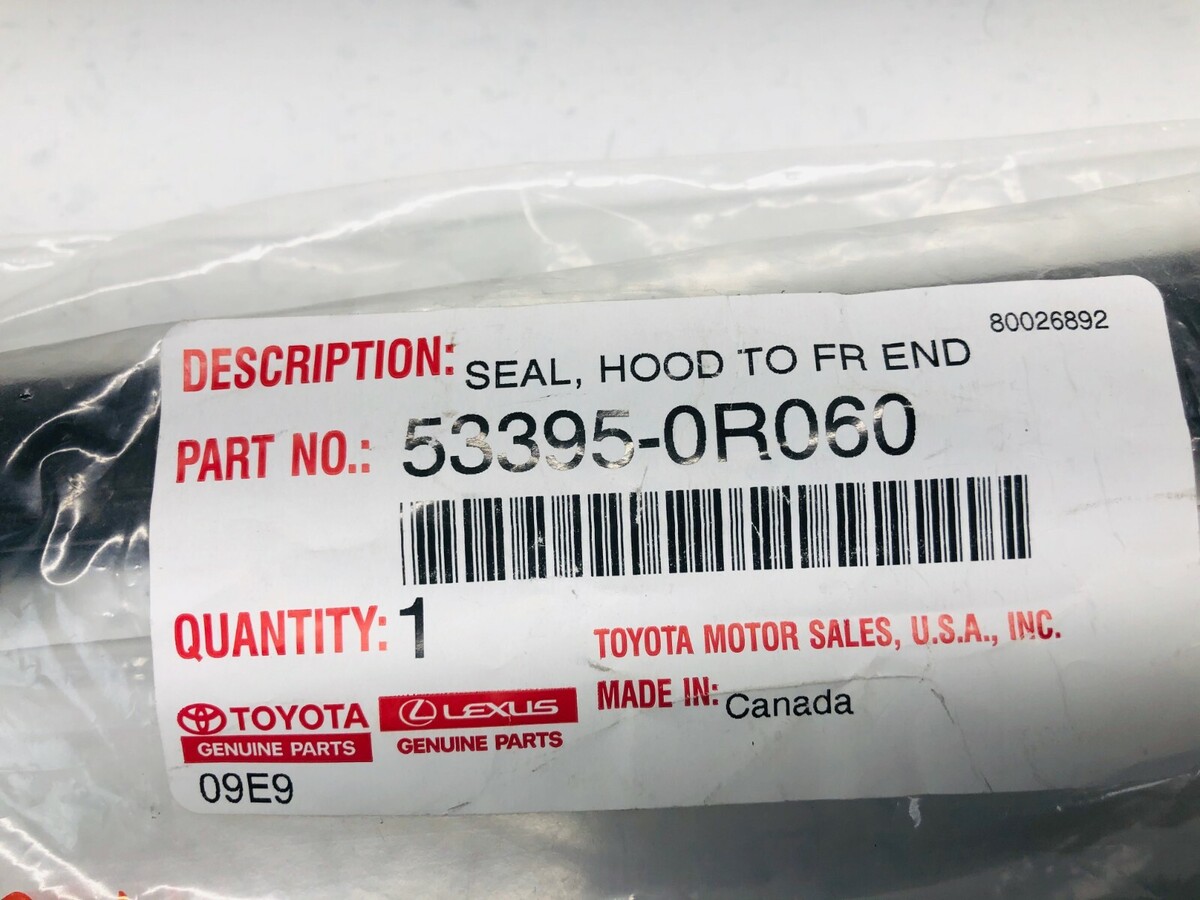 80026892
DESCRIPTION: SEAL, HOOD TO FR END
PART NO.: 53395-0R060
QUANTITY: 1
TOYOTA MOTOR SALES, U.S.A., INC.
MADE IN: Canada
TOYOTA
GENUINE PARTS
LEXUS
GENUINE PARTS
09E9